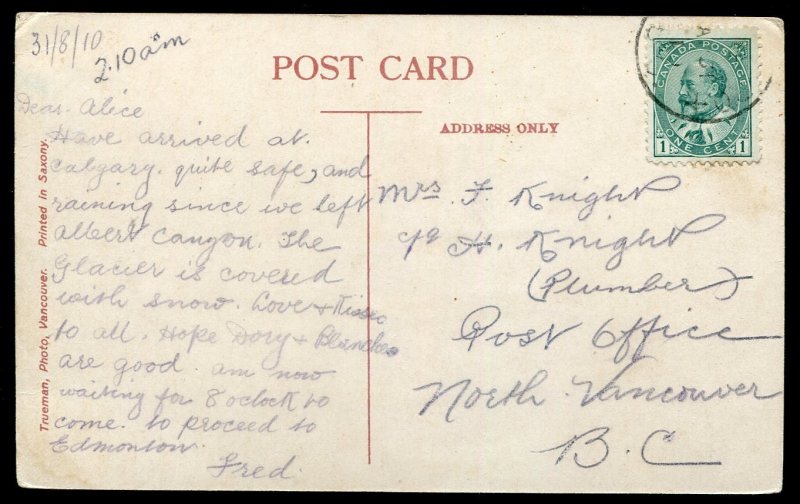 31/8/10
2.10 am
POST CARD
ADDRESS ONLY
CANADA POSTAGE
1 ONE CENT 1
Dear Alice
Have arrived at
Calgary. quite safe, and
raining since we left
Albert Canyon. The
Glacier is covered
with snow. Love & Kisses
to all. Hope Dory & Blanche
are good. am now
waiting for 8 oclock to
come. to proceed to
Edmonton
Fred.
Mrs F. Knight
c/o H. Knight
(Plumber)
Post Office
North Vancouver
B.C
Trueman, Photo, Vancouver. Printed in Saxony.